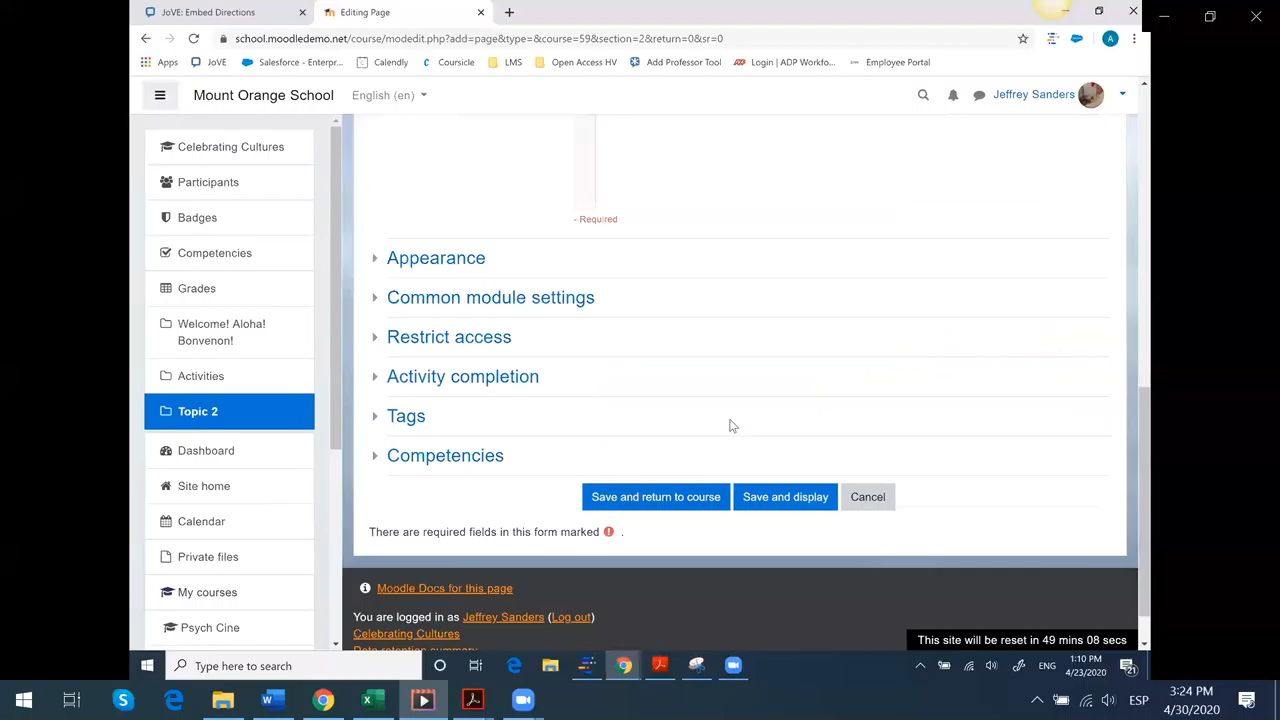 JoVE: Embed Directions
Editing Page
school.moodledemo.net/course/modedit.php?add=page&type=&course=59&section=2&return=0&sr=0
A
Apps
JoVE
Salesforce - Enterpr...
Calendly
Coursicle
LMS
Open Access HV
Add Professor Tool
Login | ADP Workfo...
Employee Portal
Mount Orange School
English (en)
Jeffrey Sanders
Celebrating Cultures
Participants
Badges
Competencies
Grades
Welcome! Aloha!
Bonvenon!
Activities
Topic 2
Dashboard
Site home
Calendar
Private files
My courses
Psych Cine
- Required
Appearance
Common module settings
Restrict access
Activity completion
Tags
Competencies
Save and return to course
Save and display
Cancel
There are required fields in this form marked .
Moodle Docs for this page
You are logged in as Jeffrey Sanders (Log out)
Celebrating Cultures
Data retention summary
This site will be reset in 49 mins 08 secs
Type here to search
ENG
1:10 PM
4/23/2020
21
ESP
3:24 PM
4/30/2020